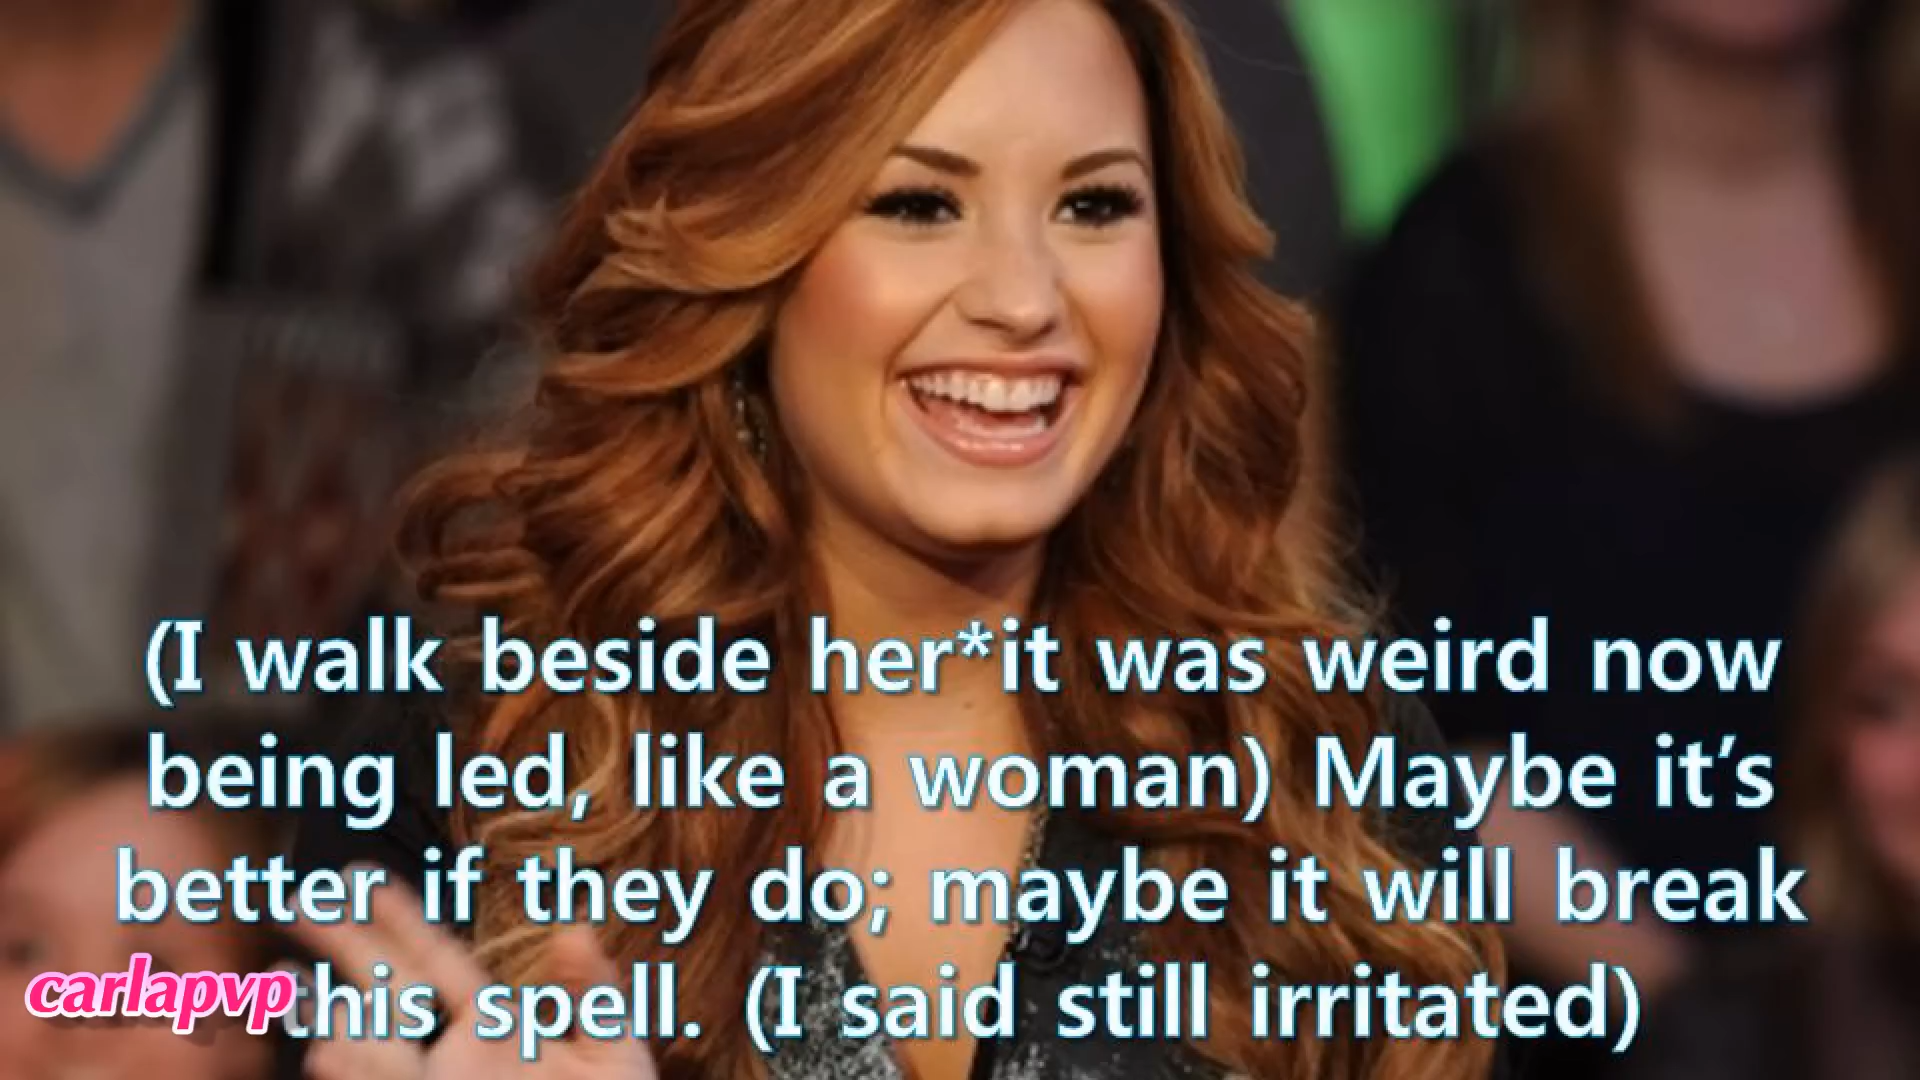 (I walk beside her*it was weird now
being led, like a woman) Maybe it’s
better if they do; maybe it will break
this spell. (I said still irritated)
carlapvp